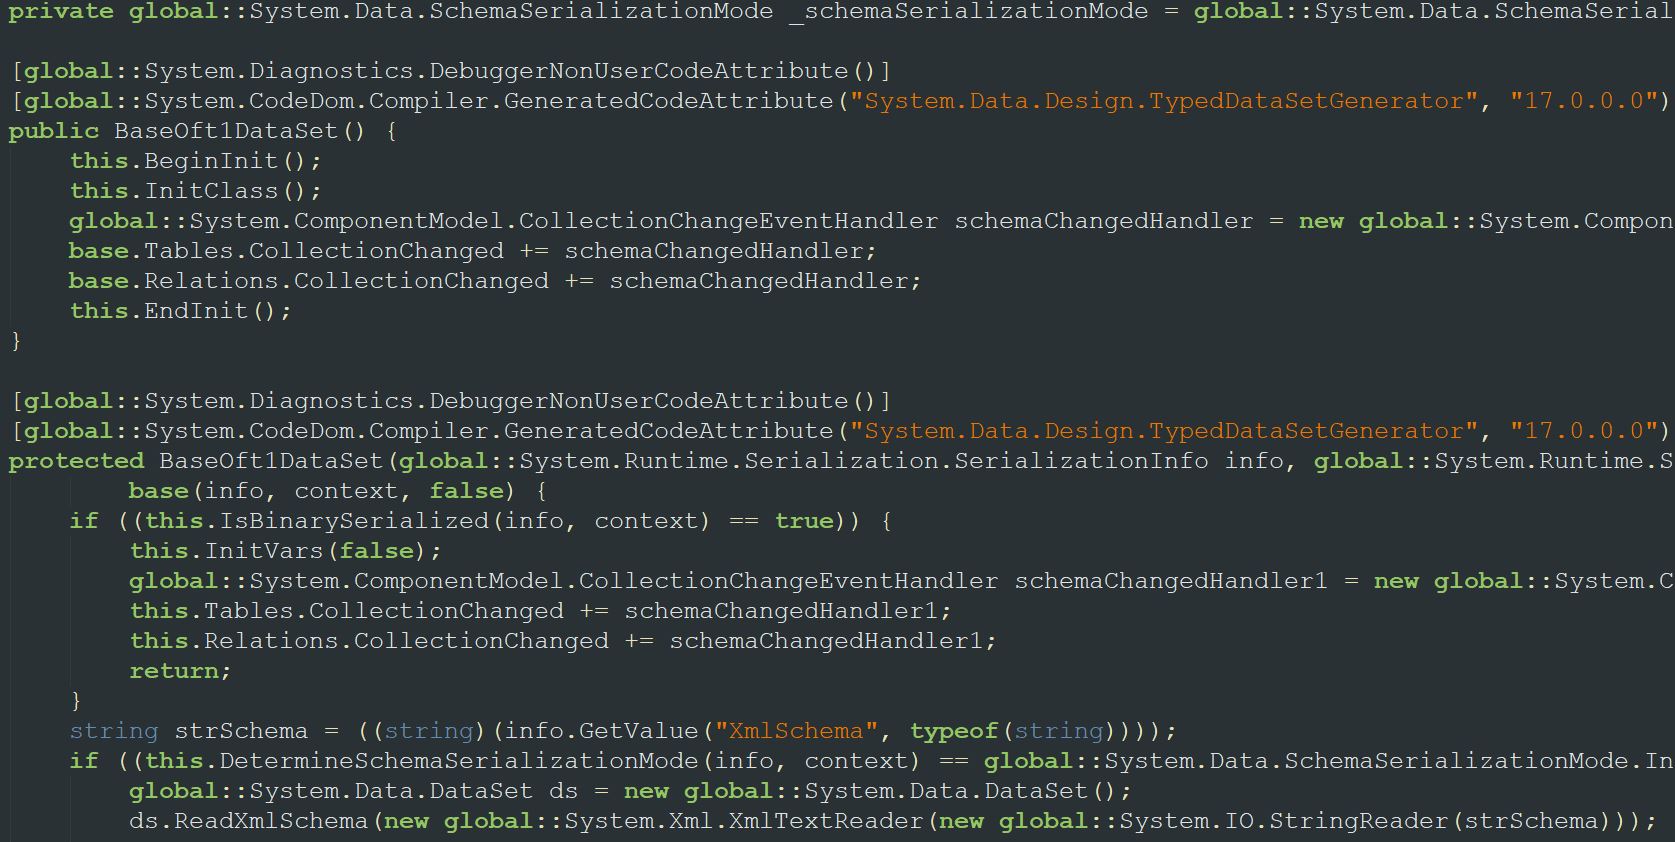 private global::System.Data.SchemaSerializationMode _schemaSerializationMode = global::System.Data.SchemaSerial
[global::System.Diagnostics.DebuggerNonUserCodeAttribute()]
[global::System.CodeDom.Compiler.GeneratedCodeAttribute("System.Data.Design.TypedDataSetGenerator", "17.0.0.0")
public BaseOft1DataSet() {
this.BeginInit();
this.InitClass();
global::System.ComponentModel.CollectionChangeEventHandler schemaChangedHandler = new global::System.Compon
base.Tables.CollectionChanged += schemaChangedHandler;
base.Relations.CollectionChanged += schemaChangedHandler;
this.EndInit();
}
[global::System.Diagnostics.DebuggerNonUserCodeAttribute()]
[global::System.CodeDom.Compiler.GeneratedCodeAttribute("System.Data.Design.TypedDataSetGenerator", "17.0.0.0")
protected BaseOft1DataSet(global::System.Runtime.Serialization.SerializationInfo info, global::System.Runtime.S
base(info, context, false) {
if ((this.IsBinarySerialized(info, context) == true)) {
this.InitVars(false);
global::System.ComponentModel.CollectionChangeEventHandler schemaChangedHandler1 = new global::System.C
this.Tables.CollectionChanged += schemaChangedHandler1;
this.Relations.CollectionChanged += schemaChangedHandler1;
return;
}
string strSchema = ((string)(info.GetValue("XmlSchema", typeof(string))));
if ((this.DetermineSchemaSerializationMode(info, context) == global::System.Data.SchemaSerializationMode.In
global::System.Data.DataSet ds = new global::System.Data.DataSet();
ds.ReadXmlSchema(new global::System.Xml.XmlTextReader(new global::System.IO.StringReader(strSchema)));